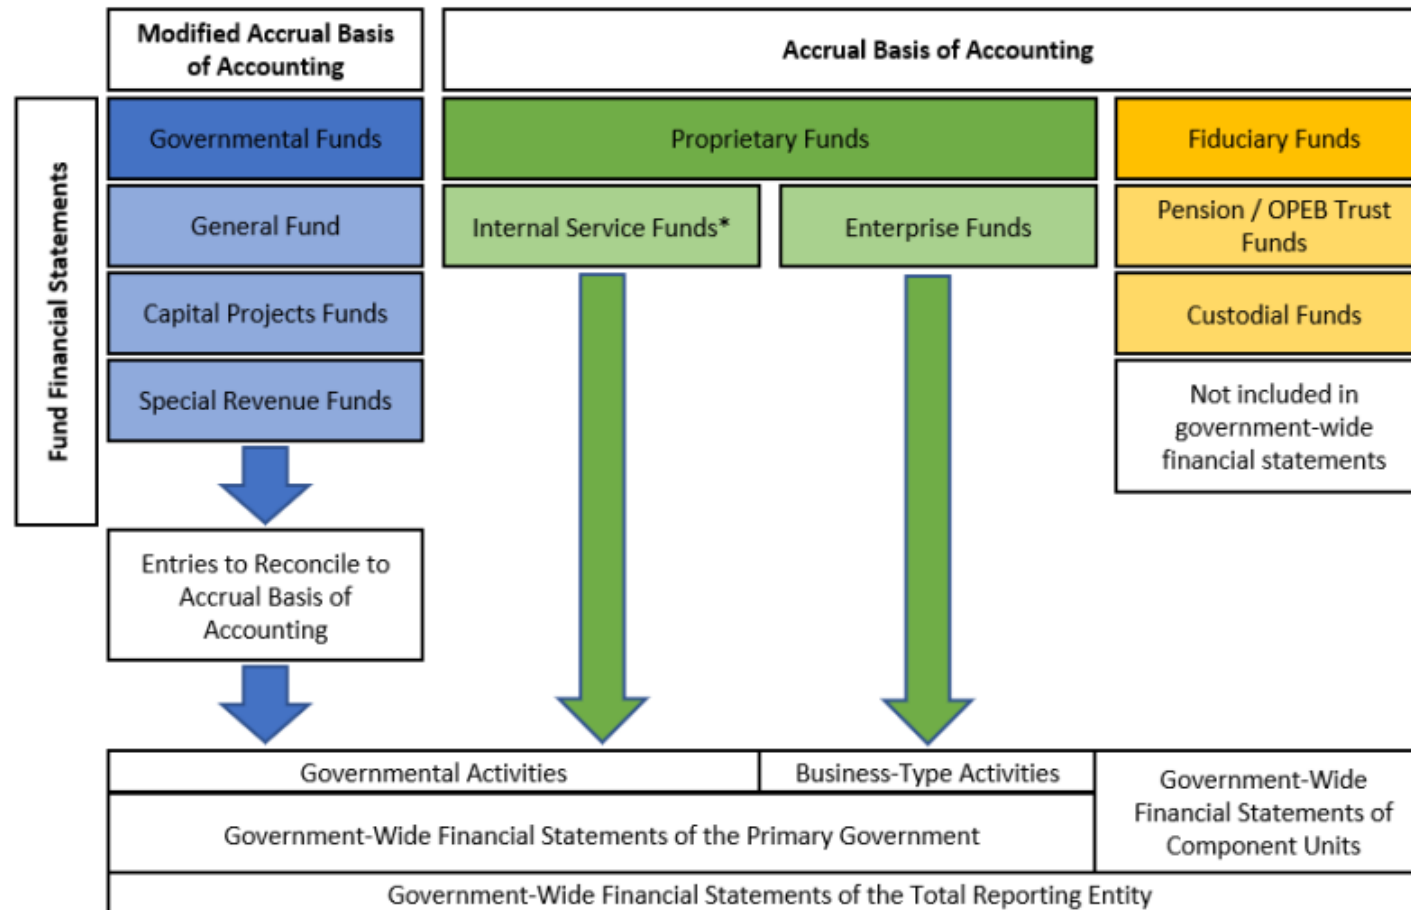 Modified Accrual Basis
of Accounting
Accrual Basis of Accounting
Fund Financial Statements
Governmental Funds
Proprietary Funds
Fiduciary Funds
General Fund
Internal Service Funds*
Enterprise Funds
Pension / OPEB Trust
Funds
Capital Projects Funds
Custodial Funds
Special Revenue Funds
Not included in
government-wide
financial statements
Entries to Reconcile to
Accrual Basis of
Accounting
Governmental Activities
Business-Type Activities
Government-Wide
Financial Statements of
Component Units
Government-Wide Financial Statements of the Primary Government
Government-Wide Financial Statements of the Total Reporting Entity